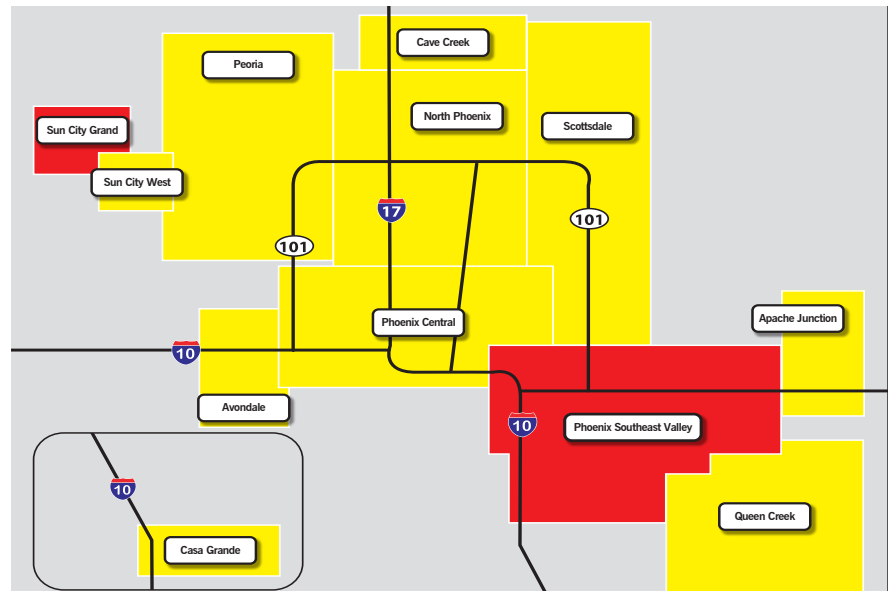 Cave Creek
Peoria
North Phoenix
Scottsdale
Sun City Grand
Sun City West
17
101
101
Phoenix Central
Apache Junction
10
Avondale
10
Phoenix Southeast Valley
10
Queen Creek
Casa Grande